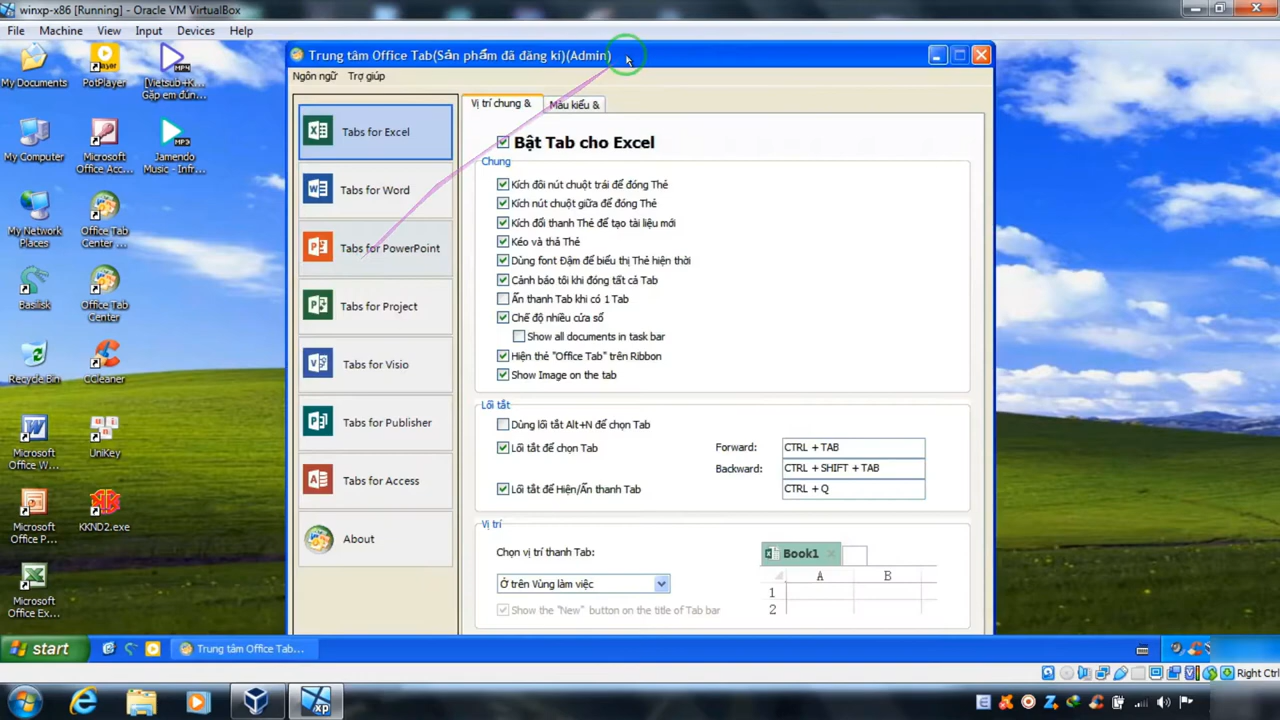 winxp-x86 [Running] - Oracle VM VirtualBox
File Machine View Input Devices Help
My Documents
PotPlayer
[Vietsub+K...
Gặp em đún...
Trung tâm Office Tab(Sản phẩm đã đăng kí)(Admin)
Ngôn ngữ Trợ giúp
Vị trí chung & Màu kiểu &
My Computer
Microsoft
Office Acc...
Jamendo
Music - Infr...
My Network
Places
Office Tab
Center ...
Basilisk
Office Tab
Center
Recycle Bin
CCleaner
Microsoft
Office W...
UniKey
Microsoft
Office P...
KKND2.exe
Microsoft
Office Ex...
Tabs for Excel
Tabs for Word
Tabs for PowerPoint
Tabs for Project
Tabs for Visio
Tabs for Publisher
Tabs for Access
About
Bật Tab cho Excel
Chung
Kích đôi nút chuột trái để đóng Thẻ
Kích nút chuột giữa để đóng Thẻ
Kích đổi thanh Thẻ để tạo tài liệu mới
Kéo và thả Thẻ
Dùng font Đậm để biểu thị Thẻ hiện thời
Cảnh báo tôi khi đóng tất cả Tab
Ẩn thanh Tab khi có 1 Tab
Chế độ nhiều cửa sổ
Show all documents in task bar
Hiện thẻ "Office Tab" trên Ribbon
Show Image on the tab
Lối tắt
Dùng lối tắt Alt+N để chọn Tab
Lối tắt để chọn Tab Forward: CTRL + TAB
Backward: CTRL + SHIFT + TAB
Lối tắt để Hiện/Ẩn thanh Tab CTRL + Q
Vị trí
Chọn vị trí thanh Tab:
Ở trên Vùng làm việc
Show the "New" button on the title of Tab bar
Book1
A B
1
2
start Trung tâm Office Tab...
Right Ctrl